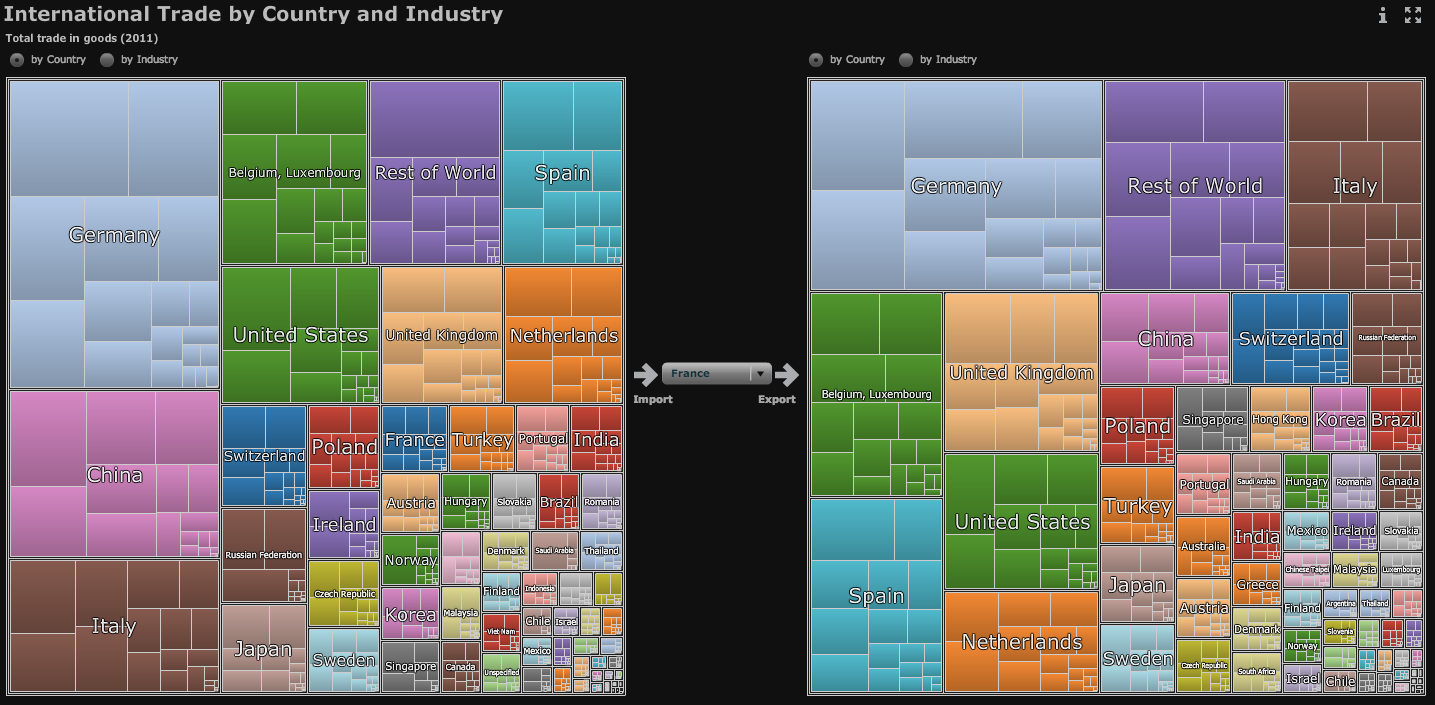 International Trade by Country and Industry
Total trade in goods (2011)
by Country by Industry
by Country by Industry
Germany
Belgium, Luxembourg
Rest of World
Spain
United States
United Kingdom
Netherlands
China
Italy
Switzerland
Poland
France
Turkey
Portugal
India
Russian Federation
Ireland
Austria
Hungary
Slovakia
Brazil
Romania
Norway
Denmark
Saudi Arabia
Thailand
Czech Republic
Korea
Malaysia
Finland
Indonesia
Japan
Sweden
Viet Nam
Chile
Israel
Singapore
Canada
Mexico
Unspecified
France
Import
Export
Germany
Rest of World
Italy
Belgium, Luxembourg
United Kingdom
China
Switzerland
Russian Federation
Spain
United States
Netherlands
Poland
Singapore
Hong Kong
Korea
Brazil
Turkey
Portugal
Saudi Arabia
Hungary
Romania
Canada
Japan
Australia
India
Mexico
Ireland
Slovakia
Sweden
Austria
Greece
Chinese Taipei
Malaysia
Luxembourg
Czech Republic
Denmark
Finland
Argentina
Thailand
South Africa
Norway
Slovenia
Israel
Chile